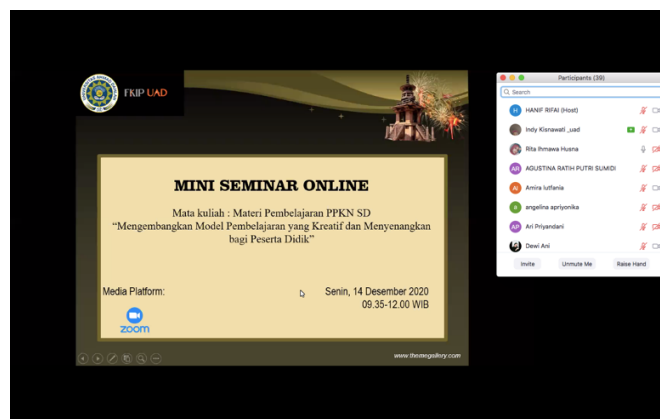 FKIP UAD
MINI SEMINAR ONLINE
Mata kuliah : Materi Pembelajaran PPKN SD
“Mengembangkan Model Pembelajaran yang Kreatif dan Menyenangkan
bagi Peserta Didik”
Media Platform:
zoom
Senin, 14 Desember 2020
09.35-12.00 WIB
www.themegallery.com
Participants (39)
Search
H HANIF RIFAI (Host)
Indy Kisnawati _uad
Rita Ihmawa Husna
AR AGUSTINA RATIH PUTRI SUMIDI
Al Amira lutfania
a angelina apriyonika
AP Ari Priyandani
Dewi Ani
Invite
Unmute Me
Raise Hand